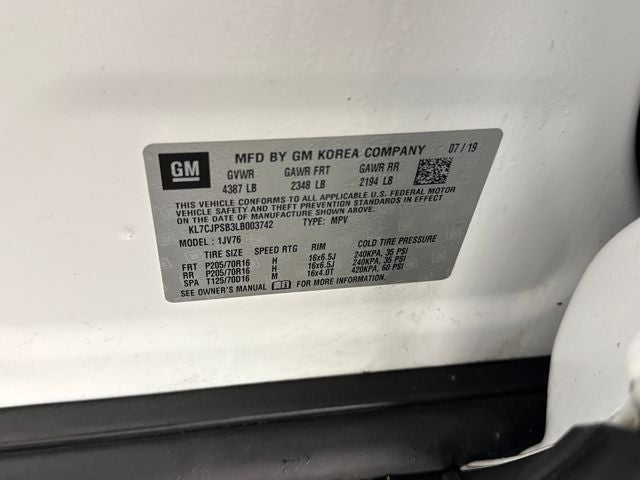 GM MFD BY GM KOREA COMPANY 07/19
GVWR GAWR FRT GAWR RR
4387 LB 2348 LB 2194 LB
THIS VEHICLE CONFORMS TO ALL APPLICABLE U.S. FEDERAL MOTOR
VEHICLE SAFETY, BUMPER, AND THEFT PREVENTION STANDARDS IN EFFECT
ON THE DATE OF MANUFACTURE SHOWN ABOVE.
KL7CJPSB3LB003742 TYPE: MPV
MODEL: 1JV76
TIRE SIZE SPEED RTG RIM COLD TIRE PRESSURE
FRT P205/70R16 H 16x6.5J 240KPA, 35 PSI
RR P205/70R16 H 16x6.5J 240KPA, 35 PSI
SPA T125/70D16 M 16x4.0T 420KPA, 60 PSI
SEE OWNER'S MANUAL FOR MORE INFORMATION.